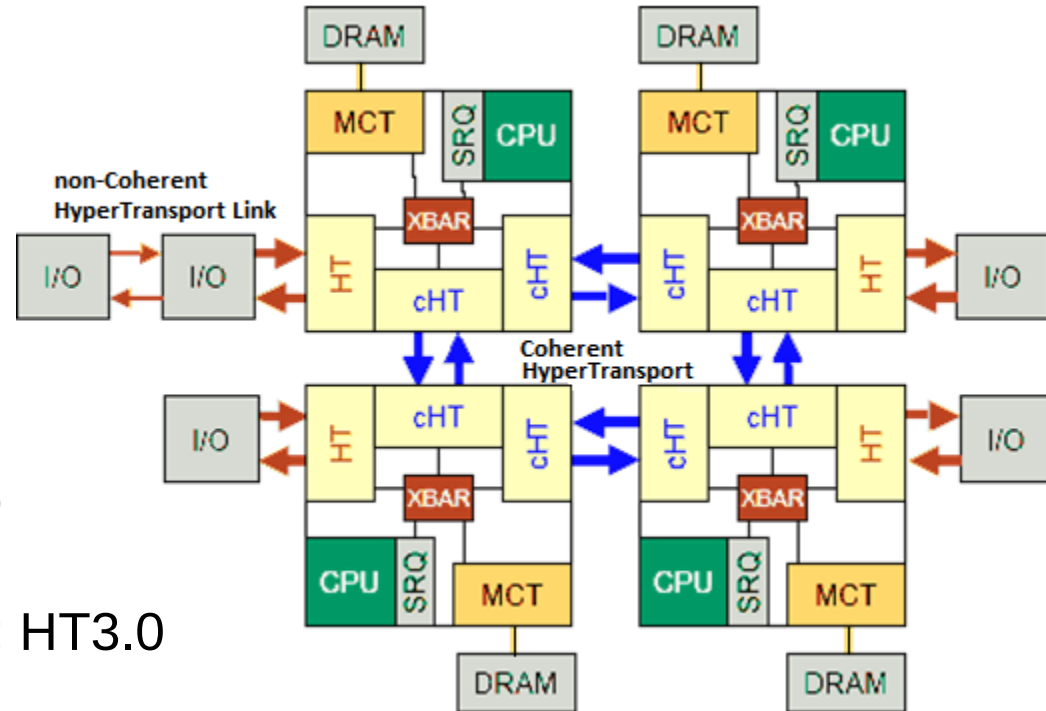 DRAM
DRAM
MCT
SRQ
CPU
MCT
SRQ
CPU
non-Coherent
HyperTransport Link
XBAR
XBAR
I/O
I/O
HT
cHT
cHT
cHT
cHT
HT
I/O
Coherent
HyperTransport
I/O
HT
cHT
cHT
cHT
cHT
HT
I/O
XBAR
XBAR
CPU
SRQ
MCT
CPU
SRQ
MCT
HT3.0
DRAM
DRAM